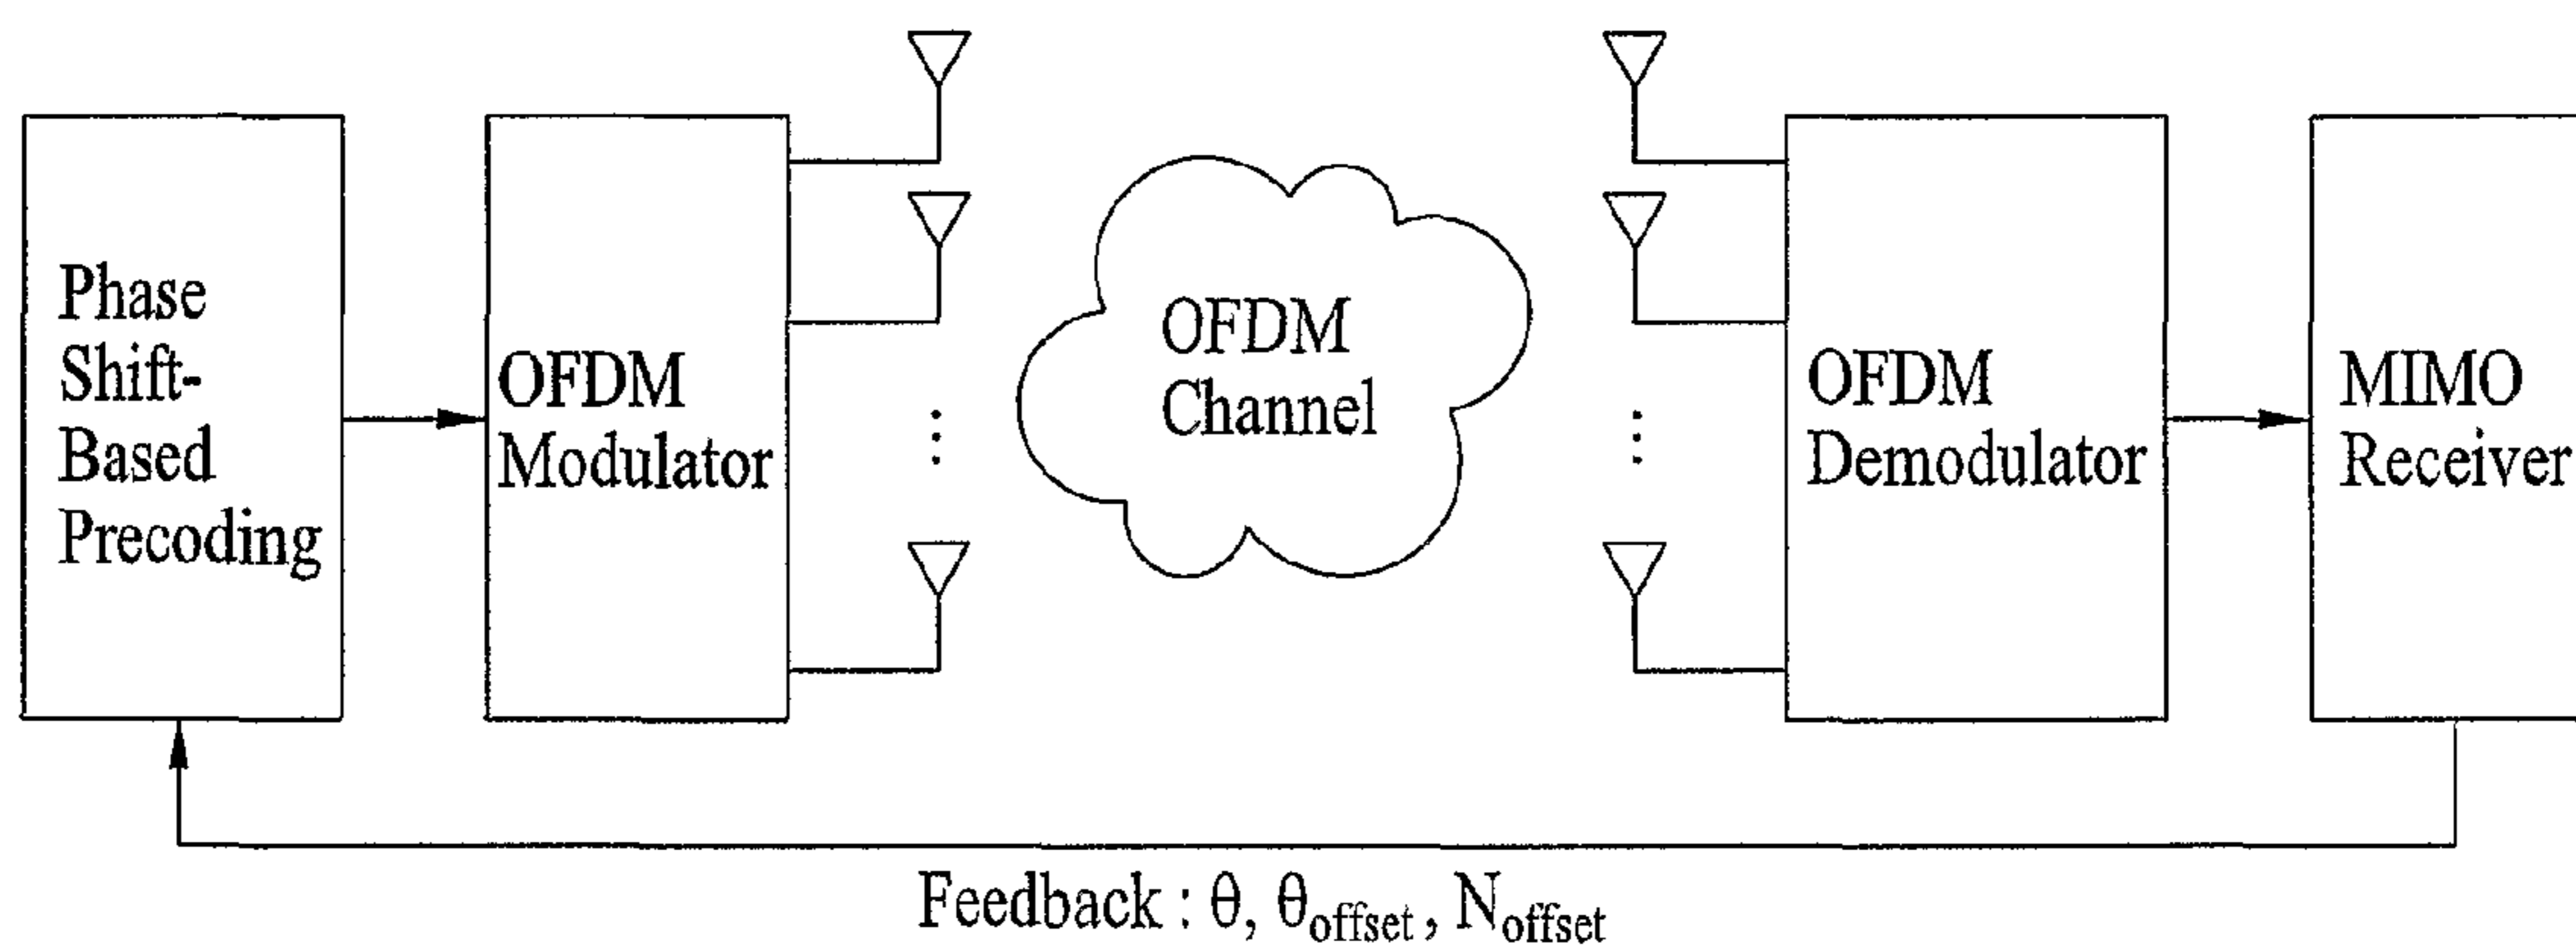 Phase
Shift-
Based
Precoding
OFDM
Modulator
OFDM
Channel
OFDM
Demodulator
MIMO
Receiver
Feedback : θ, θoffset , Noffset